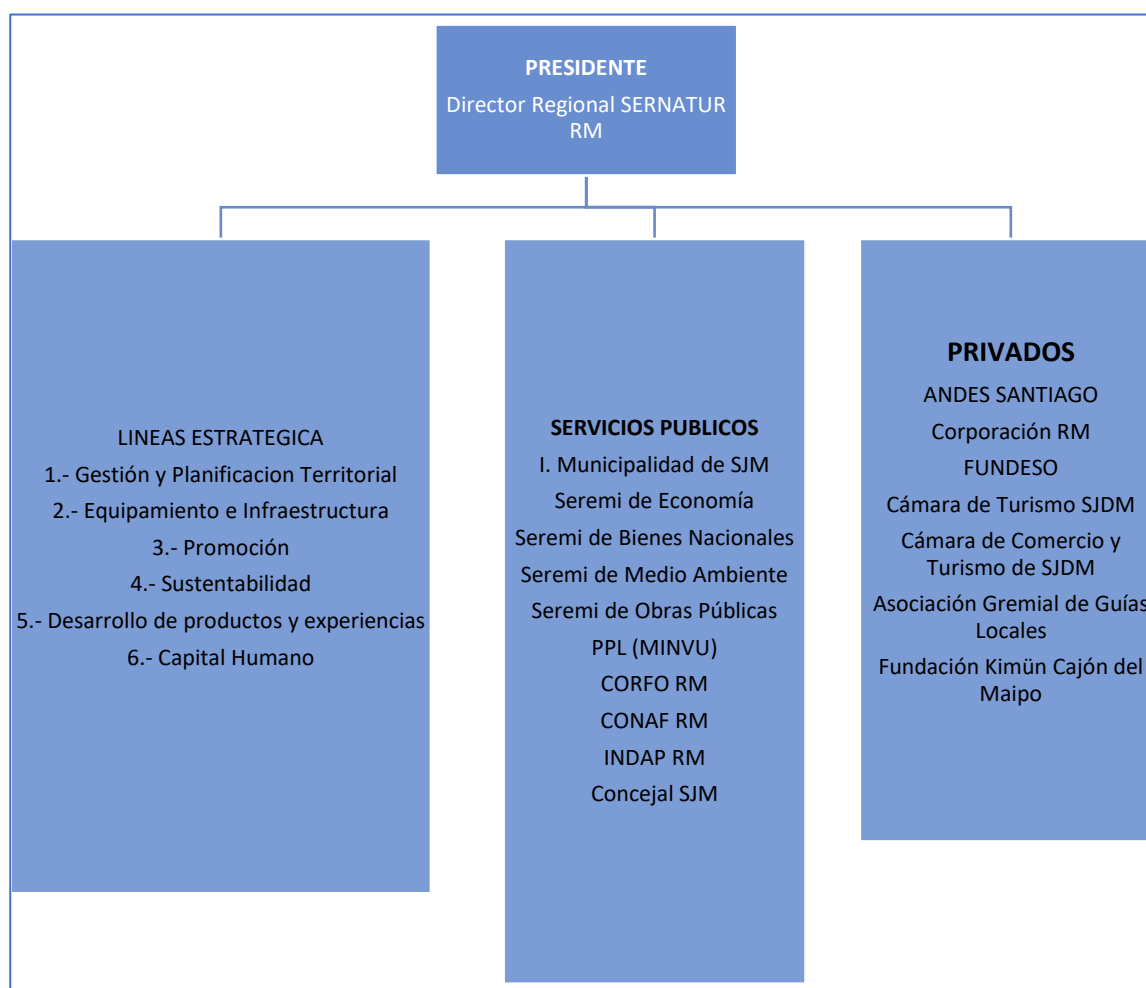 PRESIDENTE
Director Regional SERNATUR
RM
LINEAS ESTRATEGICA
1.- Gestión y Planificacion Territorial
2.- Equipamiento e Infraestructura
3.- Promoción
4.- Sustentabilidad
5.- Desarrollo de productos y experiencias
6.- Capital Humano
SERVICIOS PUBLICOS
I. Municipalidad de SJM
Seremi de Economía
Seremi de Bienes Nacionales
Seremi de Medio Ambiente
Seremi de Obras Públicas
PPL (MINVU)
CORFO RM
CONAF RM
INDAP RM
Concejal SJM
PRIVADOS
ANDES SANTIAGO
Corporación RM
FUNDESO
Cámara de Turismo SJDM
Cámara de Comercio y
Turismo de SJDM
Asociación Gremial de Guías
Locales
Fundación Kimün Cajón del
Maipo